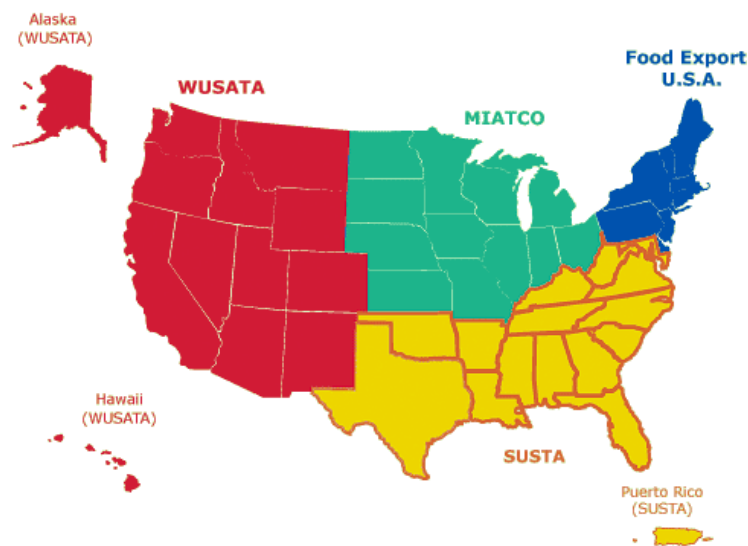 Alaska
(WUSATA)
WUSATA
Food Export
U.S.A.
MIATCO
Hawaii
(WUSATA)
SUSTA
Puerto Rico
(SUSTA)